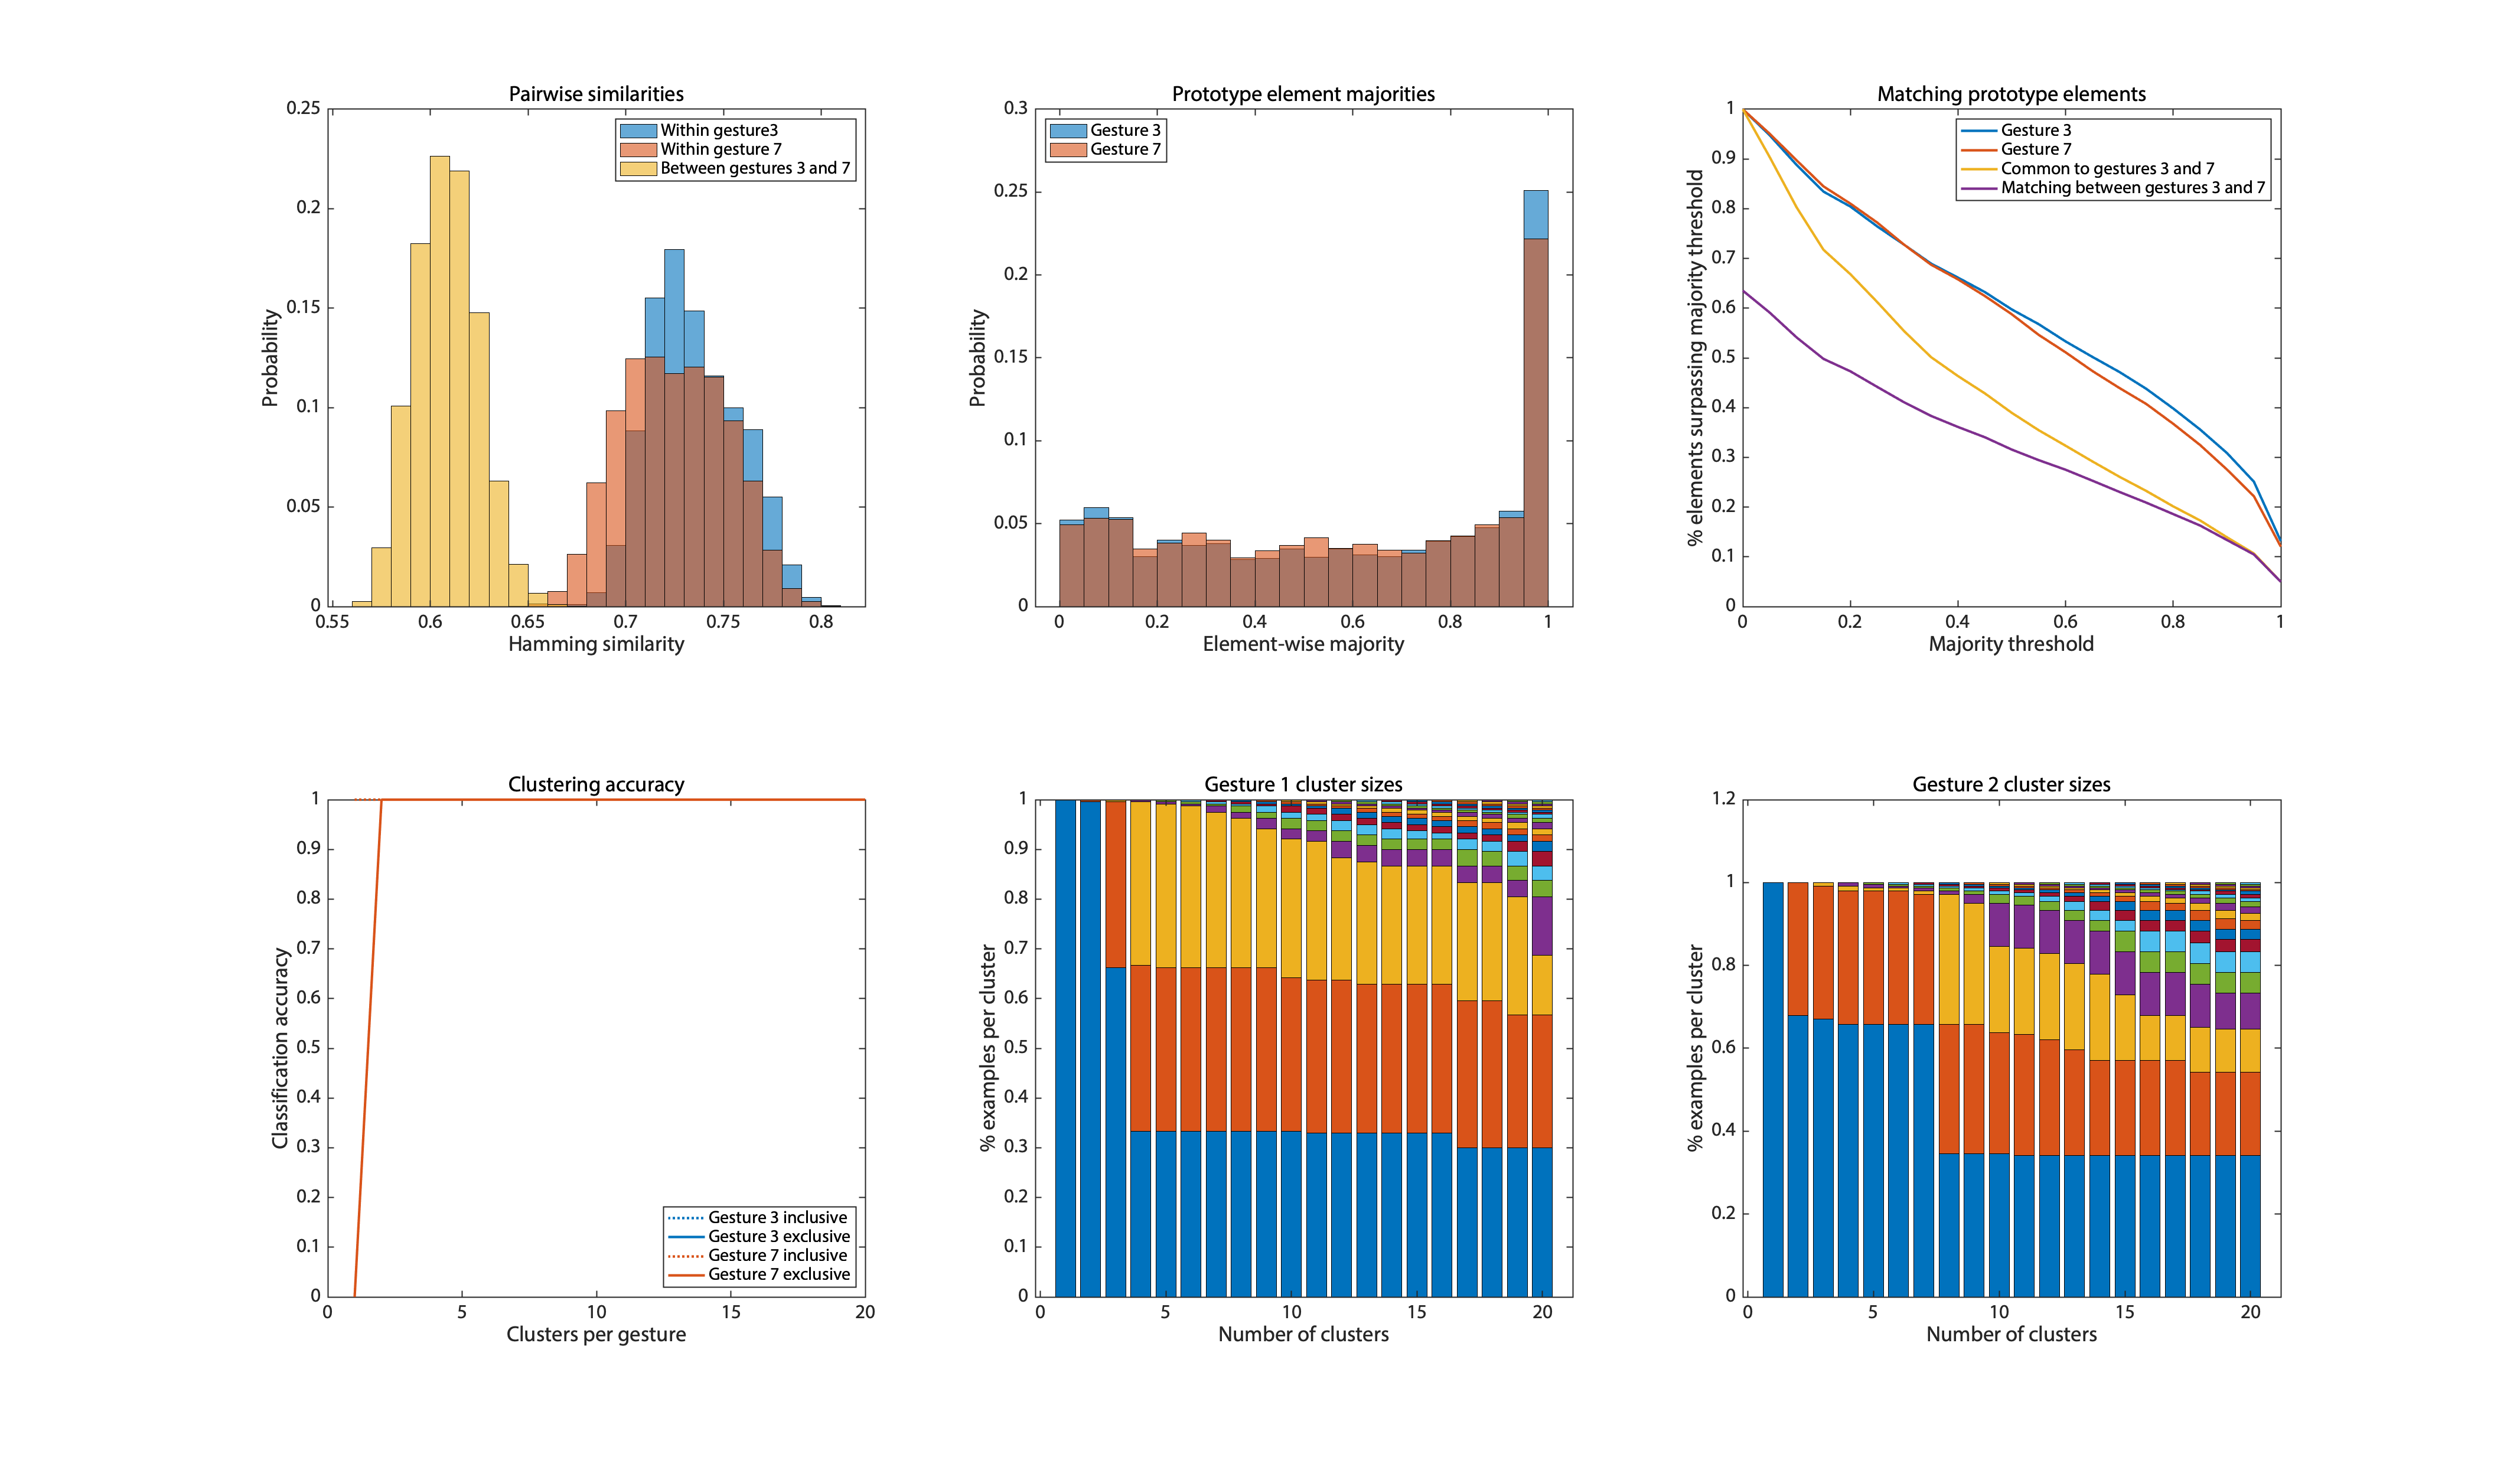 Pairwise similarities
0.25
0.2
0.15
0.1
0.05
0
Probability
Within gesture3
Within gesture 7
Between gestures 3 and 7
0.55 0.6 0.65 0.7 0.75 0.8
Hamming similarity
Prototype element majorities
0.3
0.25
0.2
0.15
0.1
0.05
0
Probability
Gesture 3
Gesture 7
0 0.2 0.4 0.6 0.8 1
Element-wise majority
Matching prototype elements
1
0.9
0.8
0.7
0.6
0.5
0.4
0.3
0.2
0.1
0
% elements surpassing majority threshold
Gesture 3
Gesture 7
Common to gestures 3 and 7
Matching between gestures 3 and 7
0 0.2 0.4 0.6 0.8 1
Majority threshold
Clustering accuracy
1
0.9
0.8
0.7
0.6
0.5
0.4
0.3
0.2
0.1
0
Classification accuracy
Gesture 3 inclusive
Gesture 3 exclusive
Gesture 7 inclusive
Gesture 7 exclusive
0 5 10 15 20
Clusters per gesture
Gesture 1 cluster sizes
1
0.9
0.8
0.7
0.6
0.5
0.4
0.3
0.2
0.1
0
% examples per cluster
0 5 10 15 20
Number of clusters
Gesture 2 cluster sizes
1.2
1
0.8
0.6
0.4
0.2
0
% examples per cluster
0 5 10 15 20
Number of clusters